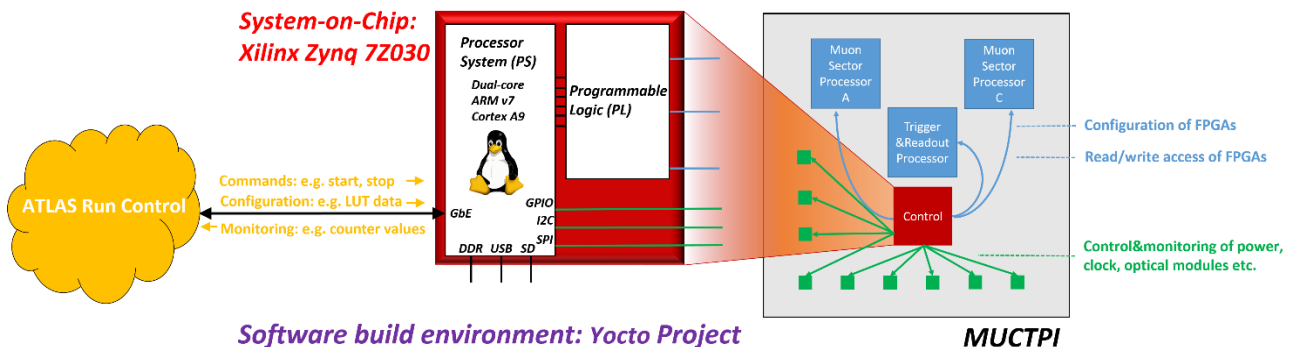 System-on-Chip:
Xilinx Zynq 7Z030
Processor
System (PS)
Dual-core
ARM v7
Cortex A9
Programmable
Logic (PL)
GPIO
I2C
SPI
GbE
DDR USB SD
ATLAS Run Control
Commands: e.g. start, stop
Configuration: e.g. LUT data
Monitoring: e.g. counter values
Muon
Sector
Processor
A
Muon
Sector
Processor
C
Trigger
&Readout
Processor
Control
Configuration of FPGAs
Read/write access of FPGAs
Control&monitoring of power,
clock, optical modules etc.
Software build environment: Yocto Project
MUCTPI